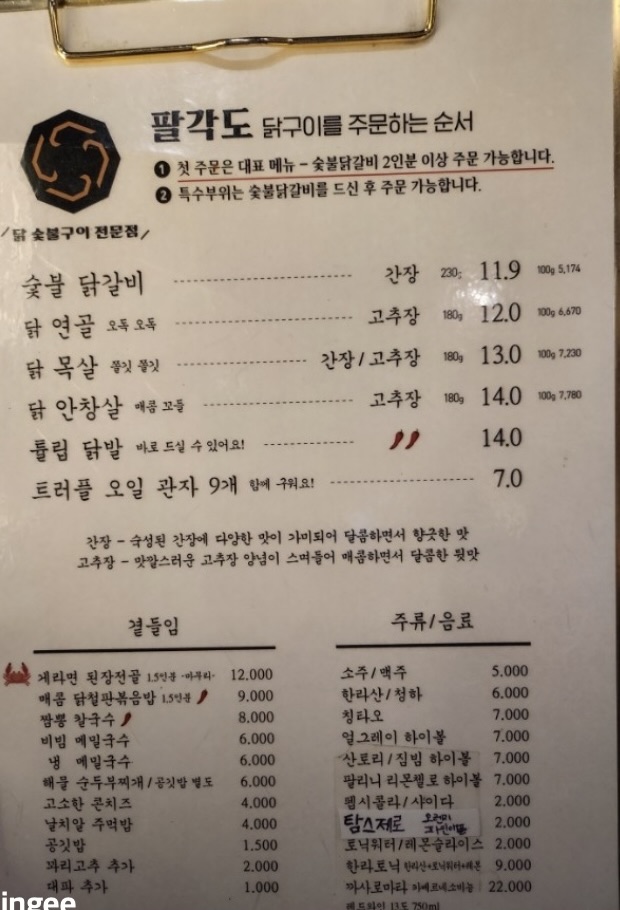 팔각도 닭구이를 주문하는 순서
1 첫 주문은 대표 메뉴 – 숯불닭갈비 2인분 이상 주문 가능합니다.
2 특수부위는 숯불닭갈비를 드신 후 주문 가능합니다.
닭 숯불구이 전문점
숯불 닭갈비 간장 230g 11.9 100g 5,174
닭 연골 오독 오독 고추장 180g 12.0 100g 6,670
닭 목살 쫄깃 쫄깃 간장/고추장 180g 13.0 100g 7,230
닭 안창살 매콤 꼬들 고추장 180g 14.0 100g 7,780
튤립 닭발 바로 드실 수 있어요! 14.0
트러플 오일 관자 9개 함께 구워요! 7.0
간장 – 숙성된 간장에 다양한 맛이 가미되어 달콤하면서 향긋한 맛
고추장 – 맛깔스러운 고추장 양념이 스며들어 매콤하면서 달콤한 뒷맛
곁들임
게라면 된장전골 1.5인분 -마무리- 12.000
매콤 닭철판볶음밥 1.5인분 9.000
짬뽕 칼국수 8.000
비빔 메밀국수 6.000
냉 메밀국수 6.000
해물 순두부찌개/공깃밥 별도 6.000
고소한 콘치즈 4.000
날치알 주먹밥 4.000
공깃밥 1.500
꽈리고추 추가 2.000
대파 추가 1.000
주류/음료
소주/맥주 5.000
한라산/청하 6.000
칭타오 7.000
얼그레이 하이볼 7.000
산토리/짐빔 하이볼 7.000
팔리니 리몬첼로 하이볼 7.000
펩시콜라/사이다 2.000
탐스제로 오렌지 2.000
토닉워터/레몬슬라이스 2.000
한라토닉 한라산+토닉워터+레몬 9.000
까사로마라 까베르네소비뇽 22.000
레드와인 13도 750ml
ingee